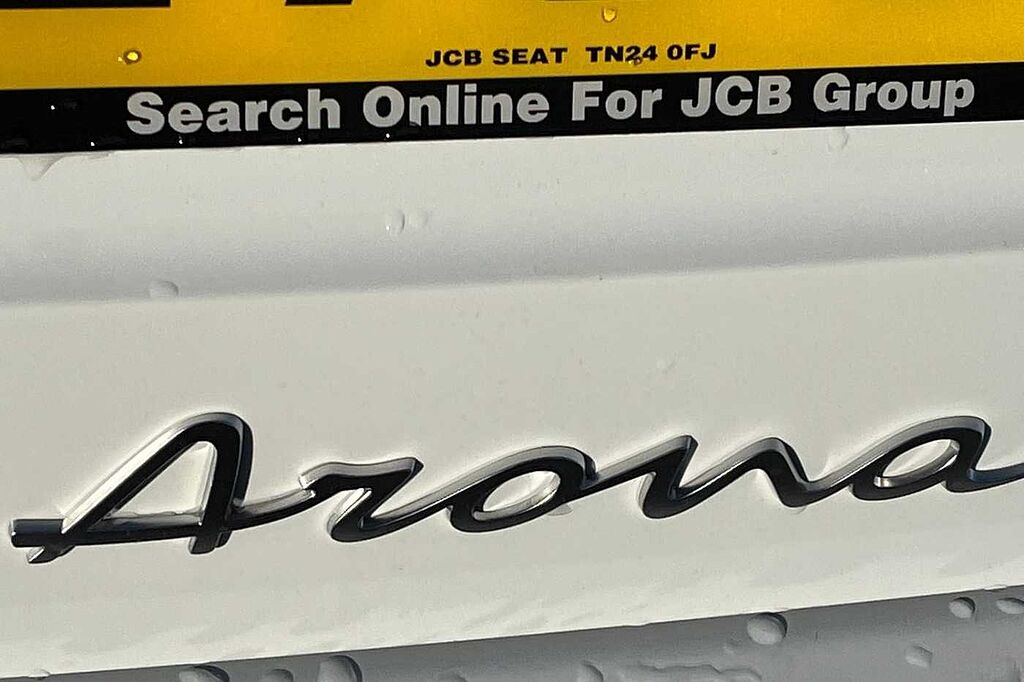 JCB SEAT TN24 0FJ
Search Online For JCB Group
Arona